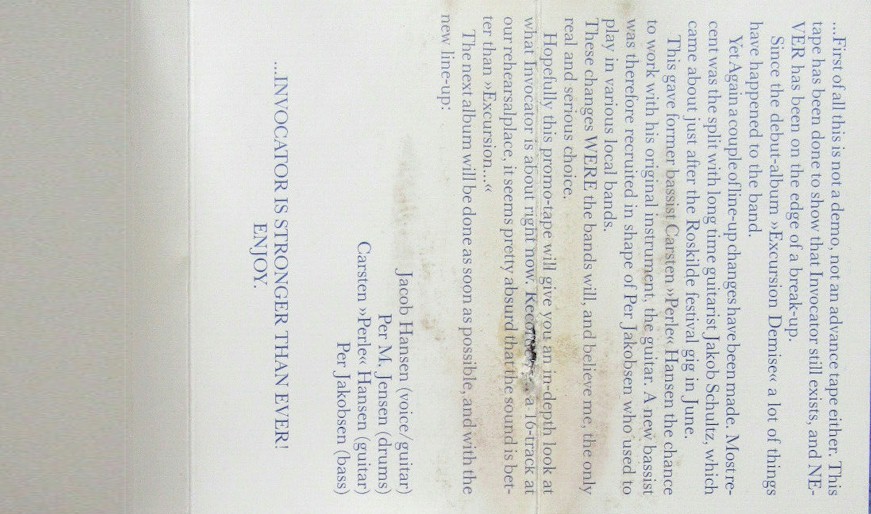 ...First of all this is not a demo, not an advance tape either. This
tape has been done to show that Invocator still exists, and NE-
VER has been on the edge of a break-up.
Since the debut-album »Excursion Demise« a lot of things
have happened to the band.
Yet Again a couple of line-up changes have been made. Most re-
cent was the split with long time guitarist Jakob Schultz, which
came about just after the Roskilde festival gig in June.
This gave former bassist Carsten »Perle« Hansen the chance
to work with his original instrument, the guitar. A new bassist
was therefore recruited in shape of Per Jakobsen who used to
play in various local bands.
These changes WERE the bands will, and believe me, the only
real and serious choice.
Hopefully this promo-tape will give you an in-depth look at
what Invocator is about right now. a 16-track at
our rehearsalplace, it seems pretty absurd that the sound is bet-
ter than »Excursion...«
The next album will be done as soon as possible, and with the
new line-up:
Jacob Hansen (voice/guitar)
Per M. Jensen (drums)
Carsten »Perle« Hansen (guitar)
Per Jakobsen (bass)
...INVOCATOR IS STRONGER THAN EVER!
ENJOY.